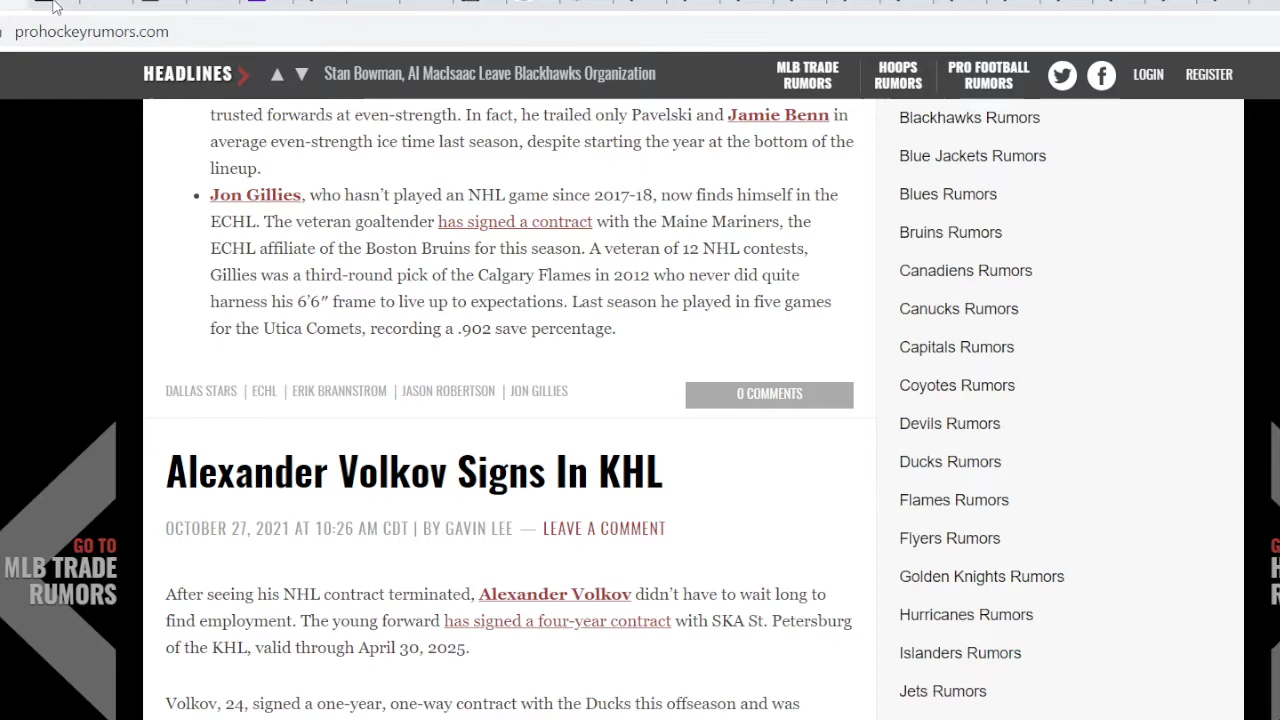 prohockeyrumors.com
HEADLINES
Stan Bowman, Al MacIsaac Leave Blackhawks Organization
MLB TRADE
RUMORS
HOOPS
RUMORS
PRO FOOTBALL
RUMORS
LOGIN
REGISTER
trusted forwards at even-strength. In fact, he trailed only Pavelski and Jamie Benn in
average even-strength ice time last season, despite starting the year at the bottom of the
lineup.
• Jon Gillies, who hasn’t played an NHL game since 2017-18, now finds himself in the
ECHL. The veteran goaltender has signed a contract with the Maine Mariners, the
ECHL affiliate of the Boston Bruins for this season. A veteran of 12 NHL contests,
Gillies was a third-round pick of the Calgary Flames in 2012 who never did quite
harness his 6’6″ frame to live up to expectations. Last season he played in five games
for the Utica Comets, recording a .902 save percentage.
DALLAS STARS | ECHL | ERIK BRANNSTROM | JASON ROBERTSON | JON GILLIES
0 COMMENTS
Alexander Volkov Signs In KHL
OCTOBER 27, 2021 AT 10:26 AM CDT | BY GAVIN LEE — LEAVE A COMMENT
After seeing his NHL contract terminated, Alexander Volkov didn’t have to wait long to
find employment. The young forward has signed a four-year contract with SKA St. Petersburg
of the KHL, valid through April 30, 2025.
Volkov, 24, signed a one-year, one-way contract with the Ducks this offseason and was
Blackhawks Rumors
Blue Jackets Rumors
Blues Rumors
Bruins Rumors
Canadiens Rumors
Canucks Rumors
Capitals Rumors
Coyotes Rumors
Devils Rumors
Ducks Rumors
Flames Rumors
Flyers Rumors
Golden Knights Rumors
Hurricanes Rumors
Islanders Rumors
Jets Rumors
GO TO
MLB TRADE
RUMORS